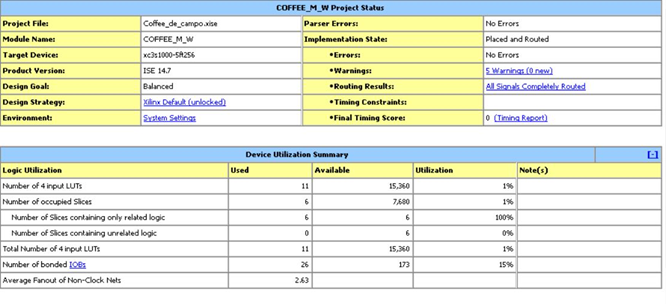 COFFEE_M_W Project Status
Project File: Coffee_de_campo.xise Parser Errors: No Errors
Module Name: COFFEE_M_W Implementation State: Placed and Routed
Target Device: xc3s1000-5ft256 •Errors: No Errors
Product Version: ISE 14.7 •Warnings: 5 Warnings (0 new)
Design Goal: Balanced •Routing Results: All Signals Completely Routed
Design Strategy: Xilinx Default (unlocked) •Timing Constraints:
Environment: System Settings •Final Timing Score: 0 (Timing Report)
Device Utilization Summary [-]
Logic Utilization Used Available Utilization Note(s)
Number of 4 input LUTs 11 15,360 1%
Number of occupied Slices 6 7,680 1%
Number of Slices containing only related logic 6 6 100%
Number of Slices containing unrelated logic 0 6 0%
Total Number of 4 input LUTs 11 15,360 1%
Number of bonded IOBs 26 173 15%
Average Fanout of Non-Clock Nets 2.63